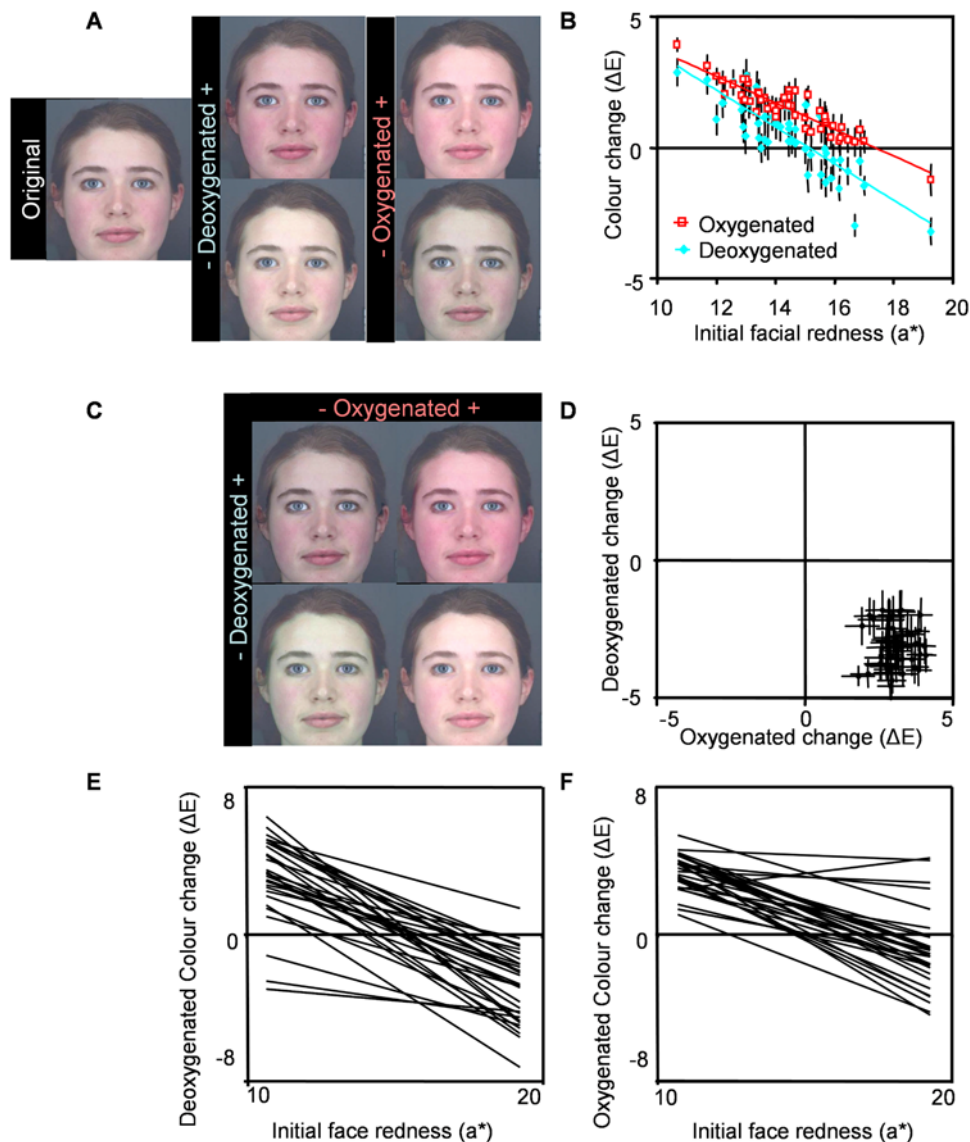 A
Original
- Deoxygenated +
- Oxygenated +
B
Colour change (ΔE)
5
0
-5
Oxygenated
Deoxygenated
10
12
14
16
18
20
Initial facial redness (a*)
C
- Oxygenated +
- Deoxygenated +
D
Deoxygenated change (ΔE)
5
0
-5
-5
0
5
Oxygenated change (ΔE)
E
Deoxygenated Colour change (ΔE)
8
0
-8
10
20
Initial face redness (a*)
F
Oxygenated Colour change (ΔE)
8
0
-8
10
20
Initial face redness (a*)